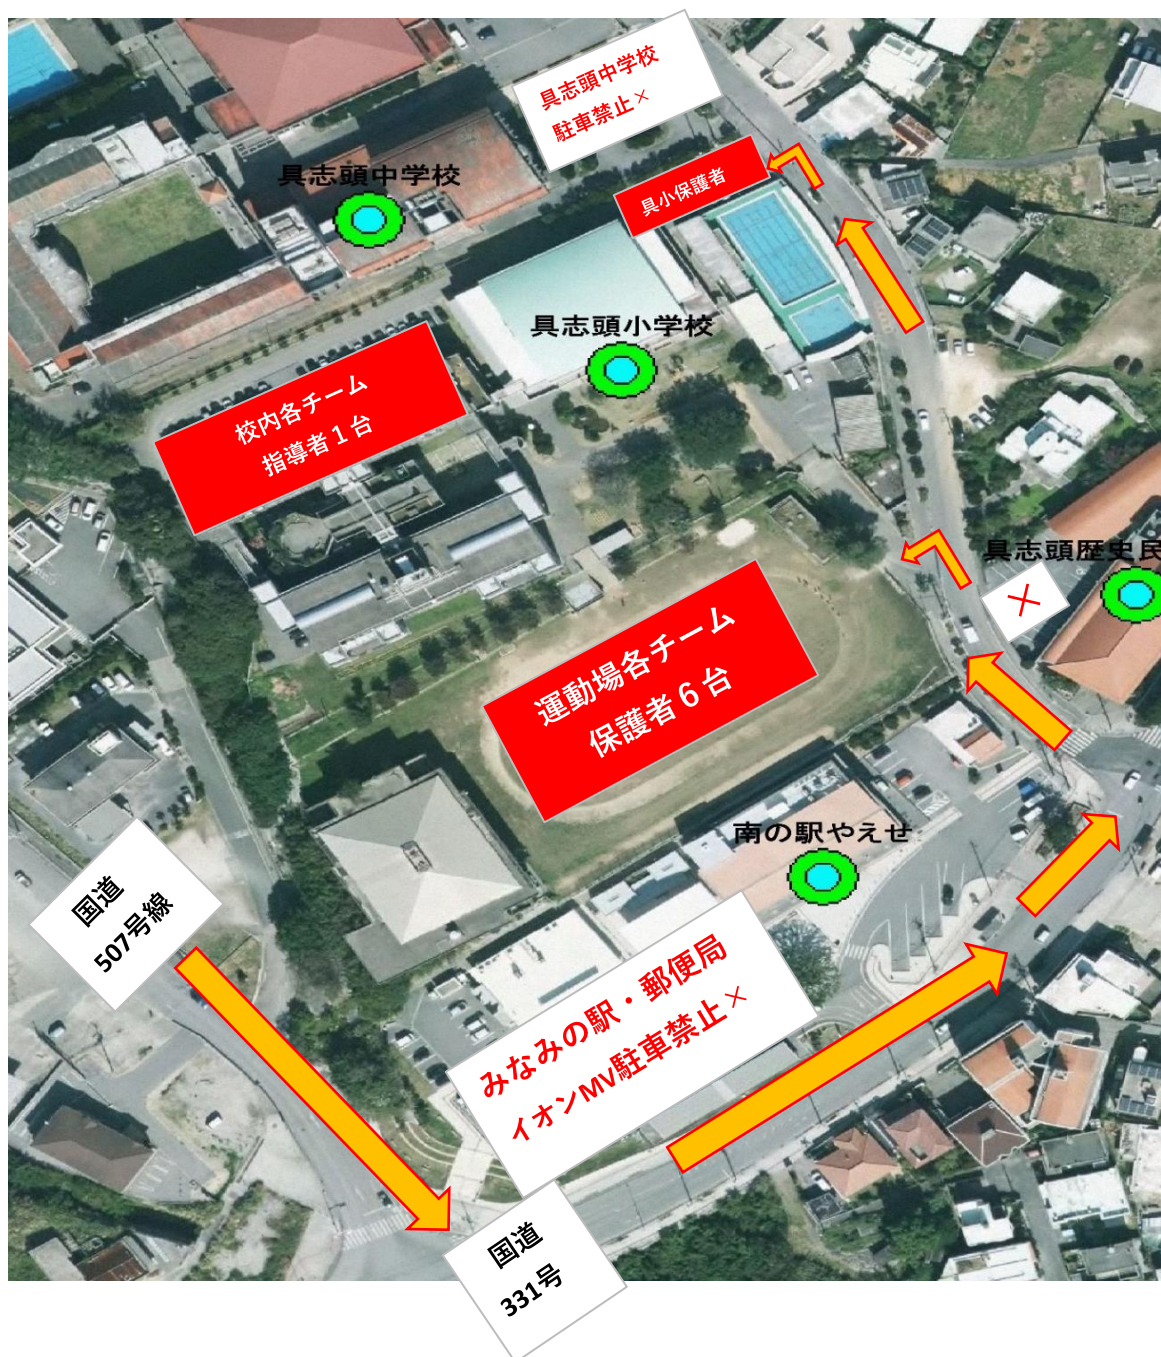 具志頭中学校
駐車禁止×
具志頭中学校
具小保護者
具志頭小学校
校内各チーム
指導者１台
具志頭歴史民
×
運動場各チーム
保護者６台
南の駅やえせ
国道
507号線
みなみの駅・郵便局
イオンMV駐車禁止×
国道
331号